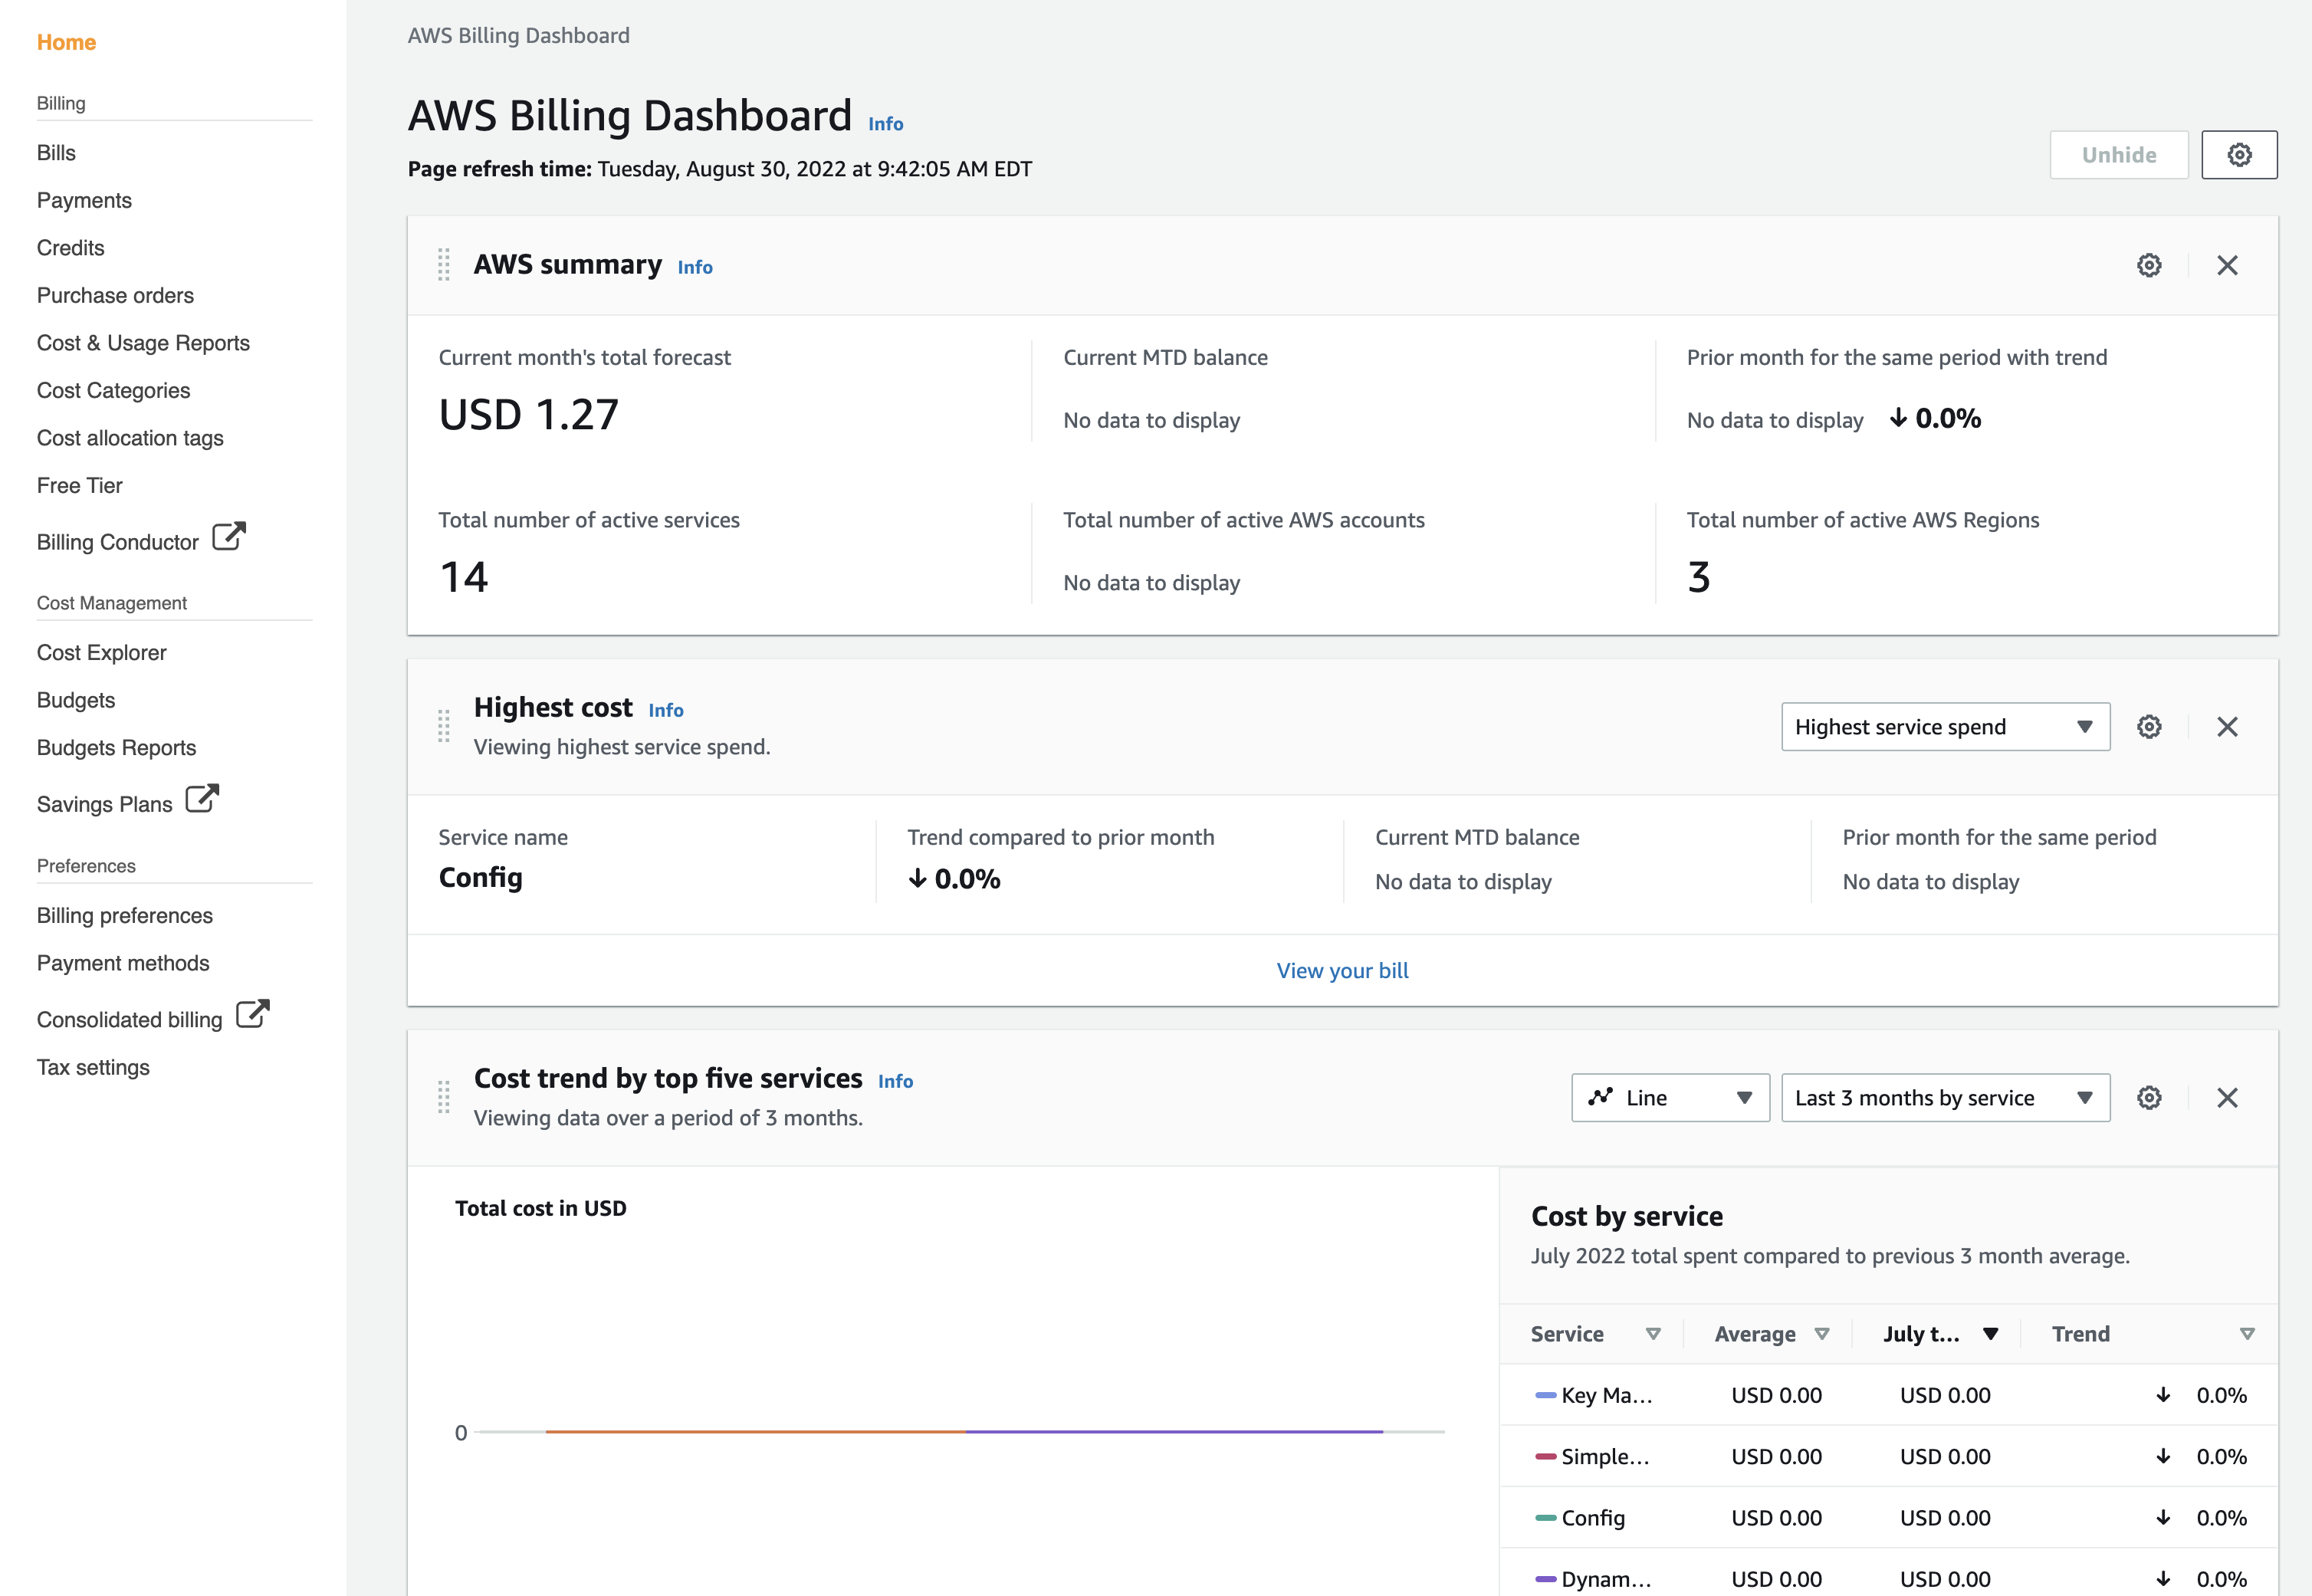 Home
Billing
Bills
Payments
Credits
Purchase orders
Cost & Usage Reports
Cost Categories
Cost allocation tags
Free Tier
Billing Conductor
Cost Management
Cost Explorer
Budgets
Budgets Reports
Savings Plans
Preferences
Billing preferences
Payment methods
Consolidated billing
Tax settings
AWS Billing Dashboard
AWS Billing Dashboard Info
Page refresh time: Tuesday, August 30, 2022 at 9:42:05 AM EDT
Unhide
AWS summary Info
Current month's total forecast
USD 1.27
Current MTD balance
No data to display
Prior month for the same period with trend
No data to display ↓ 0.0%
Total number of active services
14
Total number of active AWS accounts
No data to display
Total number of active AWS Regions
3
Highest cost Info
Viewing highest service spend.
Highest service spend
Service name
Config
Trend compared to prior month
↓ 0.0%
Current MTD balance
No data to display
Prior month for the same period
No data to display
View your bill
Cost trend by top five services Info
Viewing data over a period of 3 months.
Line
Last 3 months by service
Total cost in USD
0
Cost by service
July 2022 total spent compared to previous 3 month average.
Service Average July t... Trend
Key Ma... USD 0.00 USD 0.00 ↓ 0.0%
Simple... USD 0.00 USD 0.00 ↓ 0.0%
Config USD 0.00 USD 0.00 ↓ 0.0%
Dynam... USD 0.00 USD 0.00 ↓ 0.0%